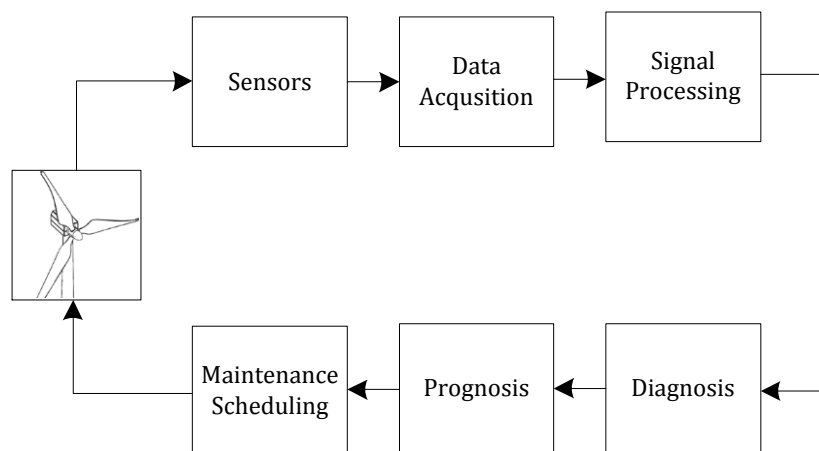 Sensors
Data
Acqusition
Signal
Processing
Maintenance
Scheduling
Prognosis
Diagnosis